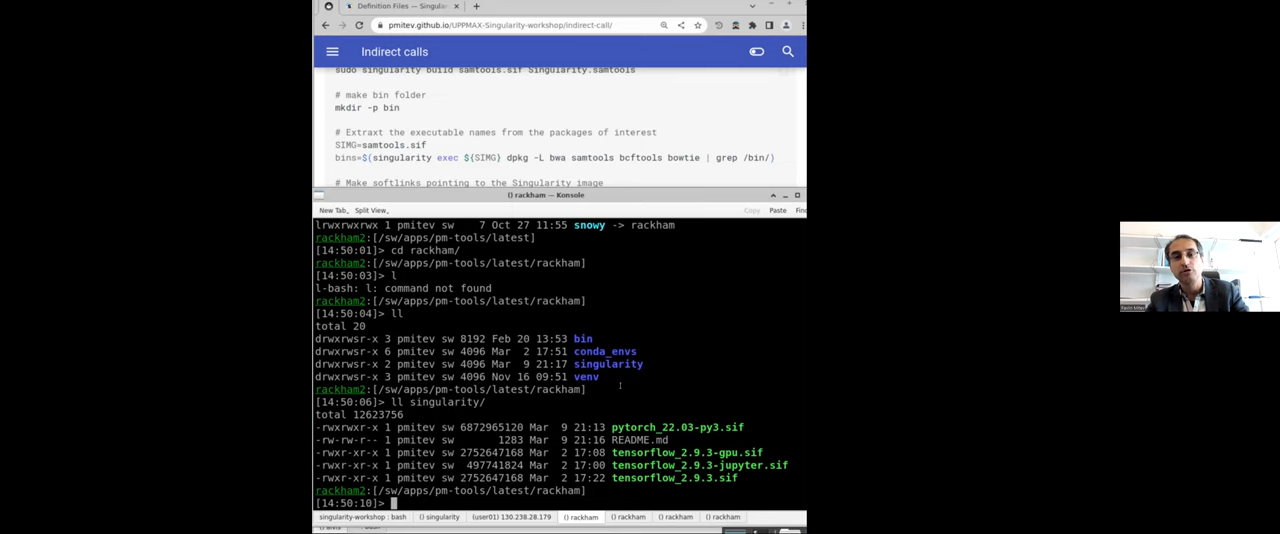 Definition Files — Singula
pmitev.github.io/UPPMAX-Singularity-workshop/indirect-call/
Indirect calls
sudo singularity build samtools.sif Singularity.samtools
# make bin folder
mkdir -p bin
# Extraxt the executable names from the packages of interest
SIMG=samtools.sif
bins=$(singularity exec ${SIMG} dpkg -L bwa samtools bcftools bowtie | grep /bin/)
# Make softlinks pointing to the Singularity image
() rackham — Konsole
New Tab Split View Copy Paste Find
lrwxrwxrwx 1 pmitev sw 7 Oct 27 11:55 snowy -> rackham
rackham2:[/sw/apps/pm-tools/latest]
[14:50:01]> cd rackham/
rackham2:[/sw/apps/pm-tools/latest/rackham]
[14:50:03]> l
l-bash: l: command not found
rackham2:[/sw/apps/pm-tools/latest/rackham]
[14:50:04]> ll
total 20
drwxrwsr-x 3 pmitev sw 8192 Feb 20 13:53 bin
drwxrwsr-x 6 pmitev sw 4096 Mar 2 17:51 conda_envs
drwxrwsr-x 2 pmitev sw 4096 Mar 9 21:17 singularity
drwxrwsr-x 3 pmitev sw 4096 Nov 16 09:51 venv
rackham2:[/sw/apps/pm-tools/latest/rackham]
[14:50:06]> ll singularity/
total 12623756
-rwxrwxr-x 1 pmitev sw 6872965120 Mar 9 21:13 pytorch_22.03-py3.sif
-rw-rw-r-- 1 pmitev sw 1283 Mar 9 21:16 README.md
-rwxr-xr-x 1 pmitev sw 2752647168 Mar 2 17:08 tensorflow_2.9.3-gpu.sif
-rwxr-xr-x 1 pmitev sw 497741824 Mar 2 17:00 tensorflow_2.9.3-jupyter.sif
-rwxr-xr-x 1 pmitev sw 2752647168 Mar 2 17:22 tensorflow_2.9.3.sif
rackham2:[/sw/apps/pm-tools/latest/rackham]
[14:50:10]>
singularity-workshop : bash () singularity (user01) 130.238.28.179 () rackham () rackham () rackham () rackham